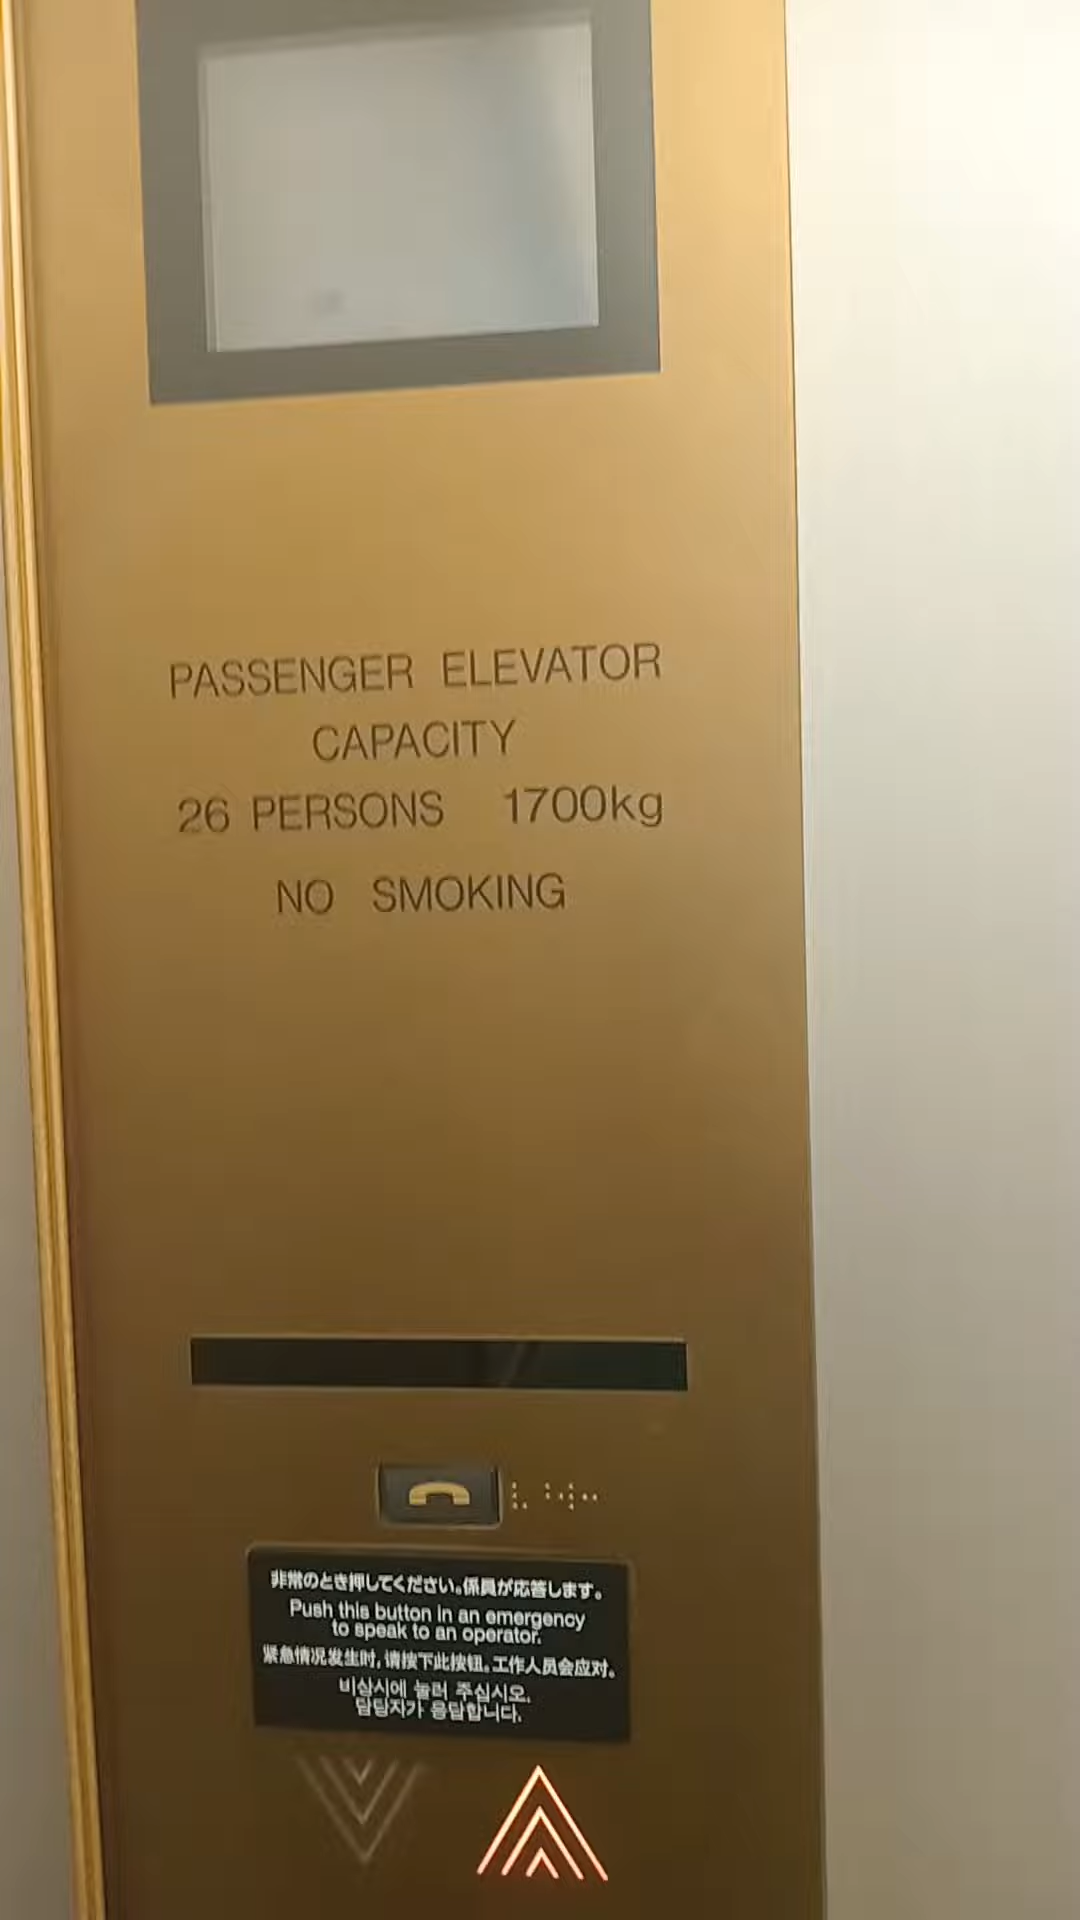 PASSENGER ELEVATOR
CAPACITY
26 PERSONS 1700kg
NO SMOKING
非常のとき押してください。係員が応答します。
Push this button in an emergency
to speak to an operator.
紧急情况发生时,请按下此按钮。工作人员会应对。
비상시에 눌러 주십시오.
담당자가 응답합니다.